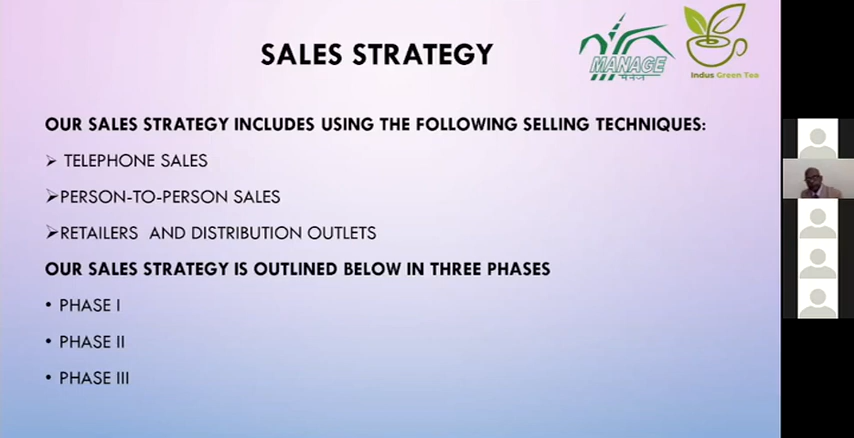 SALES STRATEGY
MANAGE
मैनेज
Indus Green Tea
OUR SALES STRATEGY INCLUDES USING THE FOLLOWING SELLING TECHNIQUES:
➢ TELEPHONE SALES
➢PERSON-TO-PERSON SALES
➢RETAILERS AND DISTRIBUTION OUTLETS
OUR SALES STRATEGY IS OUTLINED BELOW IN THREE PHASES
• PHASE I
• PHASE II
• PHASE III